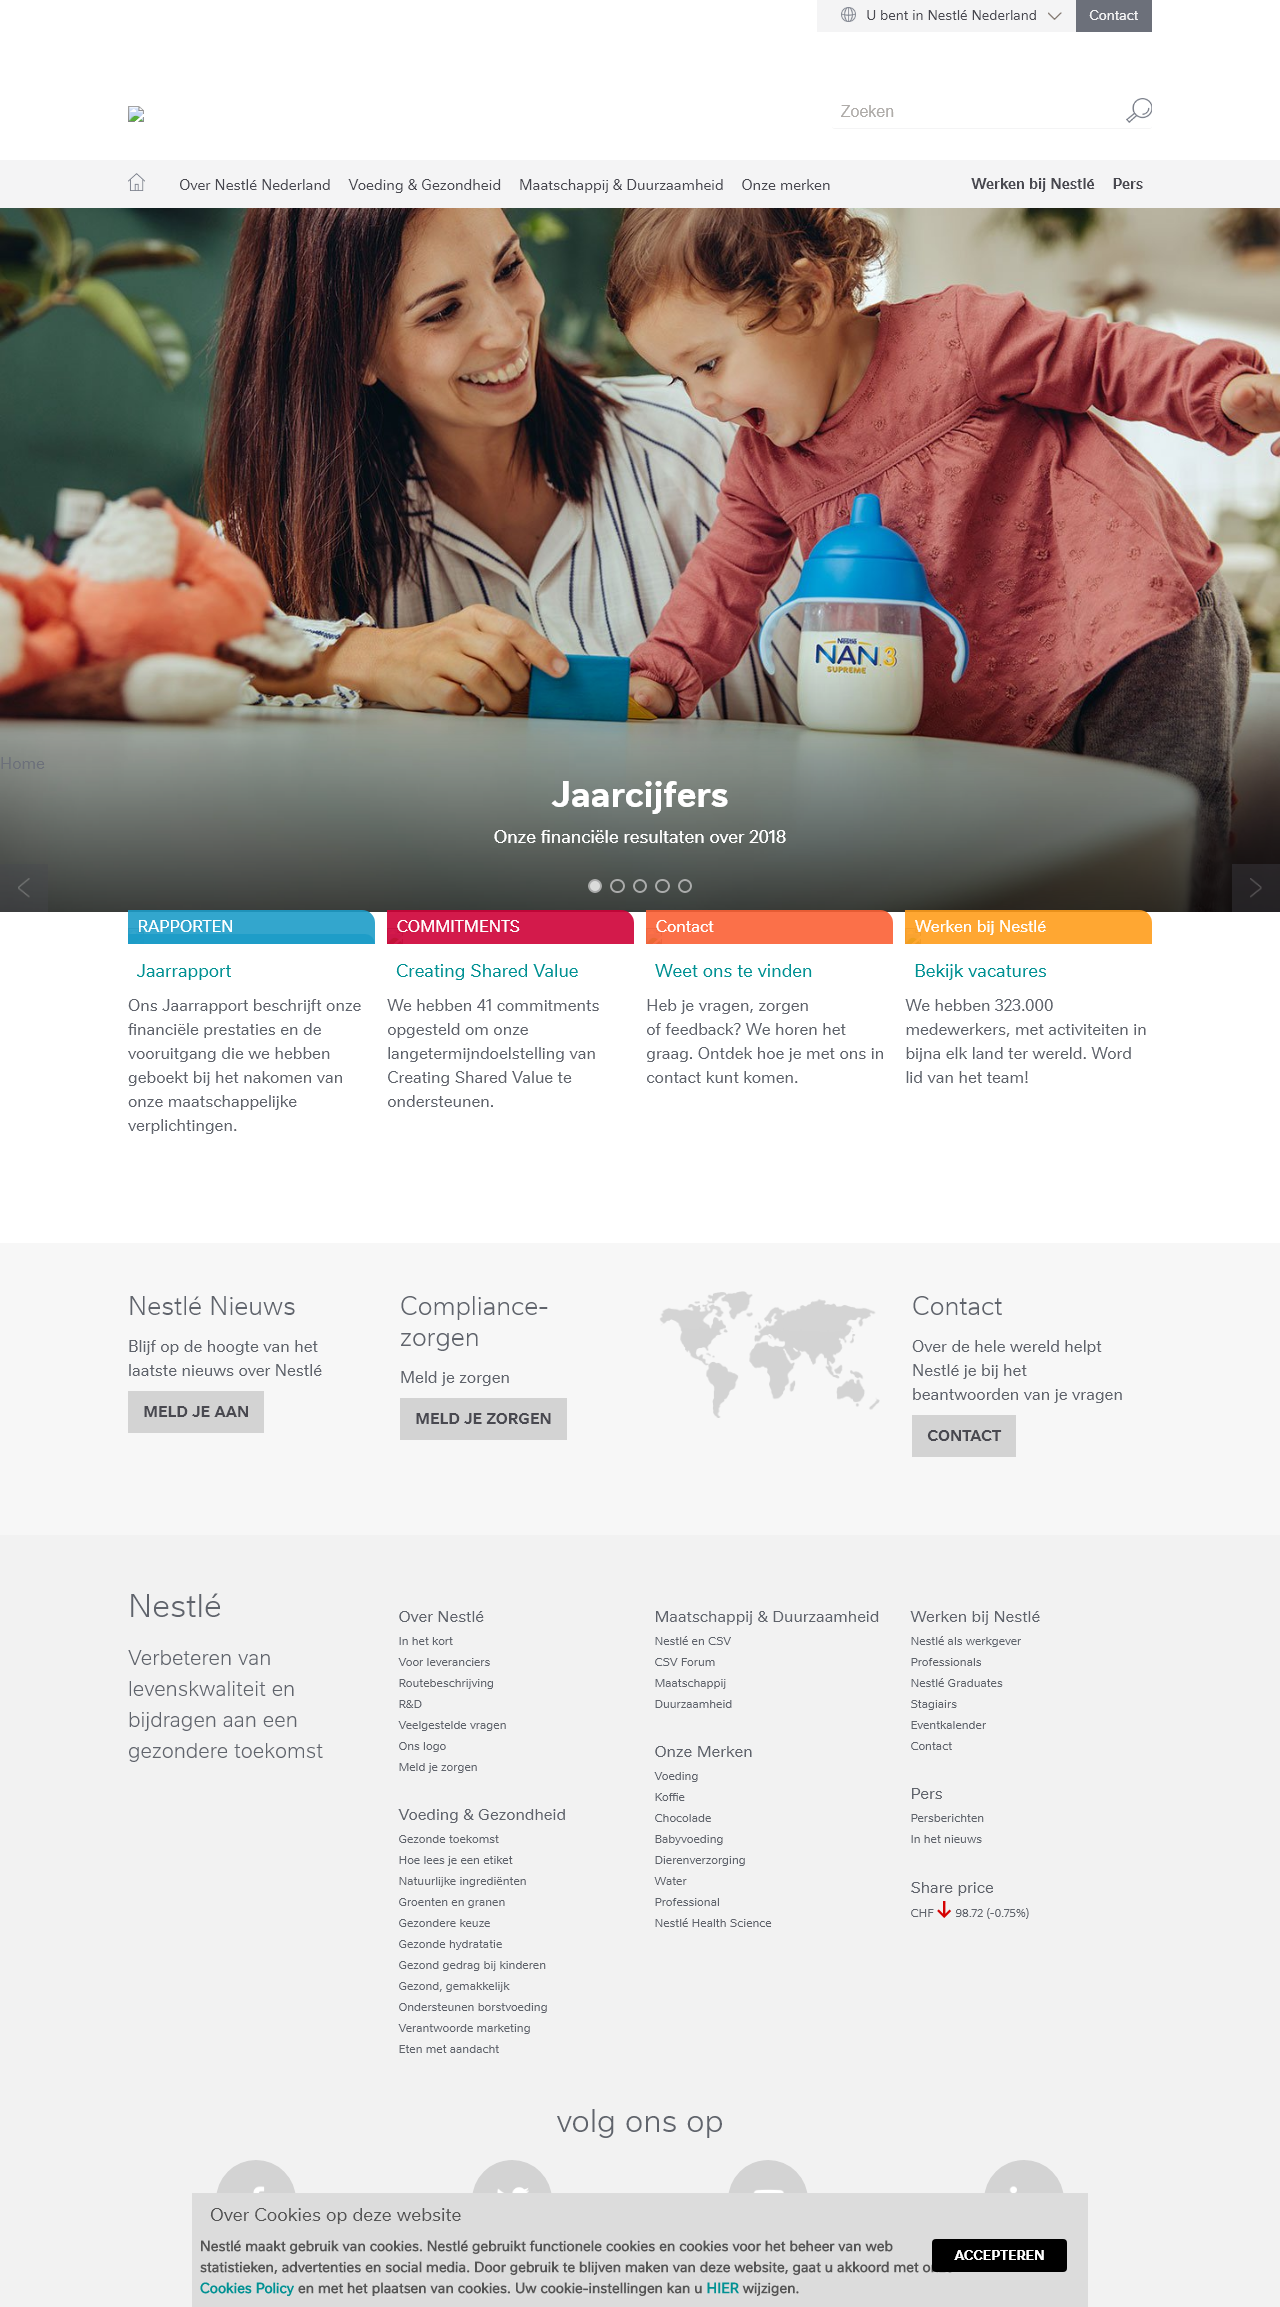 U bent in Nestlé Nederland
Contact
Zoeken
Over Nestlé Nederland
Voeding & Gezondheid
Maatschappij & Duurzaamheid
Onze merken
Werken bij Nestlé
Pers
Nestlé
NAN 3
SUPREME
Home
Jaarcijfers
Onze financiële resultaten over 2018
RAPPORTEN
Jaarrapport
Ons Jaarrapport beschrijft onze
financiële prestaties en de
vooruitgang die we hebben
geboekt bij het nakomen van
onze maatschappelijke
verplichtingen.
COMMITMENTS
Creating Shared Value
We hebben 41 commitments
opgesteld om onze
langetermijndoelstelling van
Creating Shared Value te
ondersteunen.
Contact
Weet ons te vinden
Heb je vragen, zorgen
of feedback? We horen het
graag. Ontdek hoe je met ons in
contact kunt komen.
Werken bij Nestlé
Bekijk vacatures
We hebben 323.000
medewerkers, met activiteiten in
bijna elk land ter wereld. Word
lid van het team!
Nestlé Nieuws
Blijf op de hoogte van het
laatste nieuws over Nestlé
MELD JE AAN
Compliance-
zorgen
Meld je zorgen
MELD JE ZORGEN
Contact
Over de hele wereld helpt
Nestlé je bij het
beantwoorden van je vragen
CONTACT
Nestlé
Verbeteren van
levenskwaliteit en
bijdragen aan een
gezondere toekomst
Over Nestlé
In het kort
Voor leveranciers
Routebeschrijving
R&D
Veelgestelde vragen
Ons logo
Meld je zorgen
Voeding & Gezondheid
Gezonde toekomst
Hoe lees je een etiket
Natuurlijke ingrediënten
Groenten en granen
Gezondere keuze
Gezonde hydratatie
Gezond gedrag bij kinderen
Gezond, gemakkelijk
Ondersteunen borstvoeding
Verantwoorde marketing
Eten met aandacht
Maatschappij & Duurzaamheid
Nestlé en CSV
CSV Forum
Maatschappij
Duurzaamheid
Onze Merken
Voeding
Koffie
Chocolade
Babyvoeding
Dierenverzorging
Water
Professional
Nestlé Health Science
Werken bij Nestlé
Nestlé als werkgever
Professionals
Nestlé Graduates
Stagiairs
Eventkalender
Contact
Pers
Persberichten
In het nieuws
Share price
CHF 98.72 (-0.75%)
volg ons op
Over Cookies op deze website
Nestlé maakt gebruik van cookies. Nestlé gebruikt functionele cookies en cookies voor het beheer van web
statistieken, advertenties en social media. Door gebruik te blijven maken van deze website, gaat u akkoord met
Cookies Policy en met het plaatsen van cookies. Uw cookie-instellingen kan u HIER wijzigen.
ACCEPTEREN